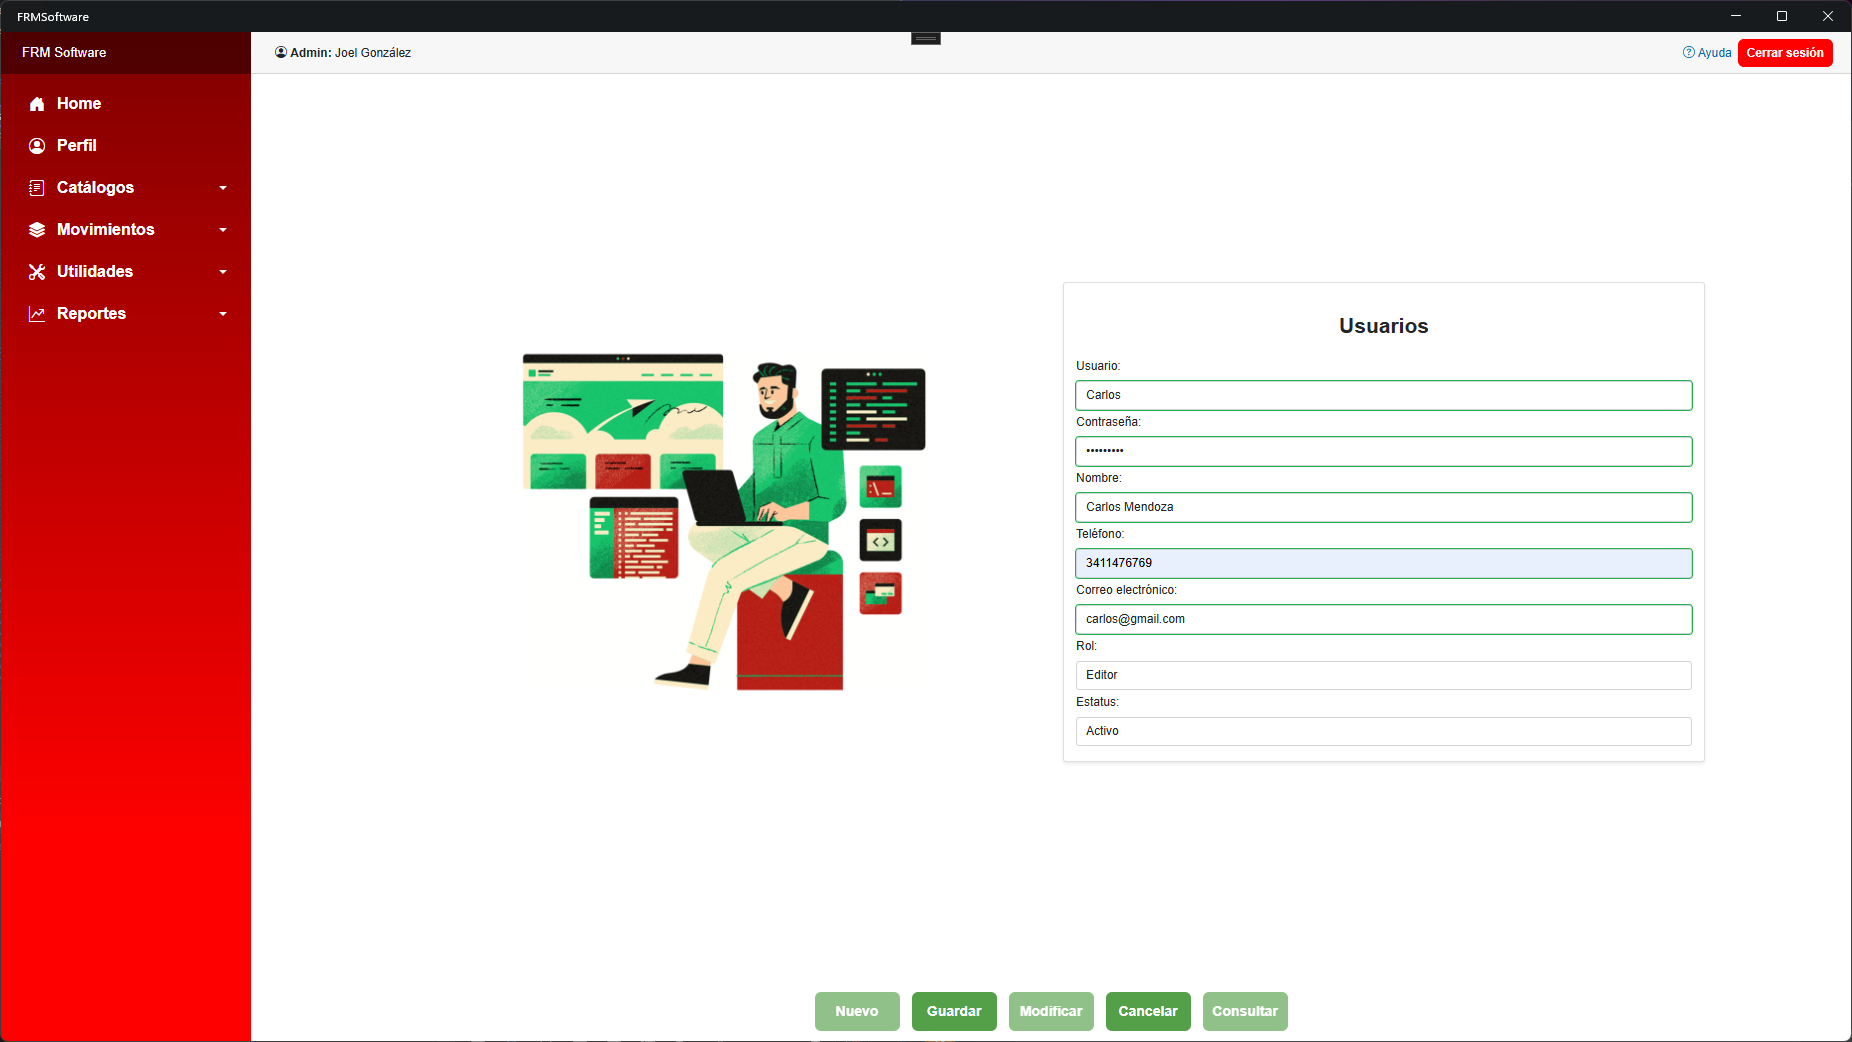 FRMSoftware
FRM Software
Admin: Joel González
Ayuda
Cerrar sesión
Home
Perfil
Catálogos
Movimientos
Utilidades
Reportes
Usuarios
Usuario:
Carlos
Contraseña:
•••••••••
Nombre:
Carlos Mendoza
Teléfono:
3411476769
Correo electrónico:
carlos@gmail.com
Rol:
Editor
Estatus:
Activo
Nuevo
Guardar
Modificar
Cancelar
Consultar